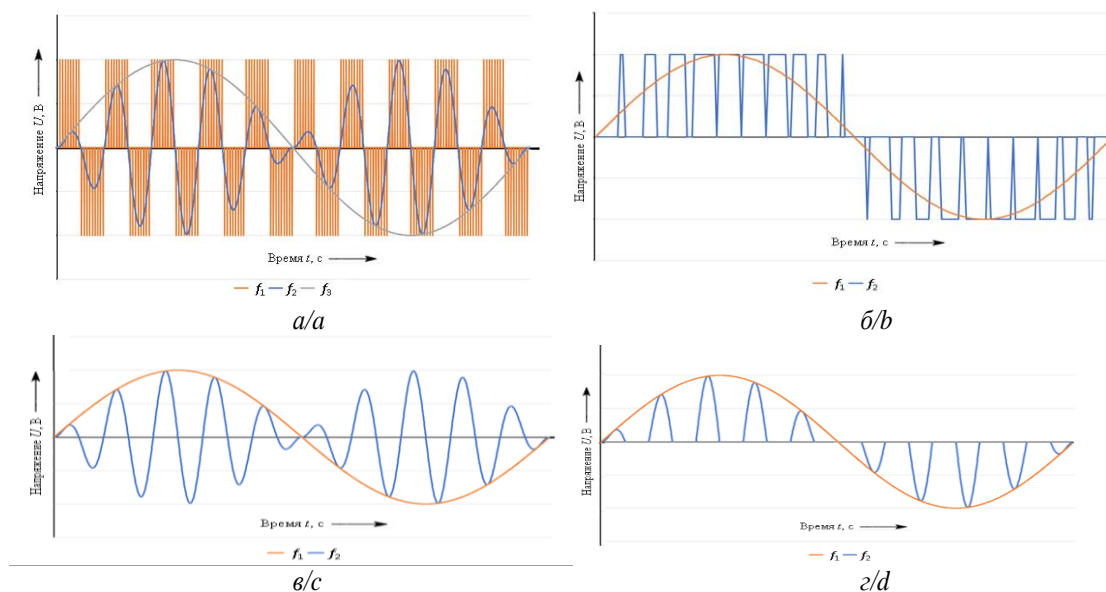 Напряжение U, В
Время t, с
f₁ f₂ f₃
а/a
Напряжение U, В
Время t, с
f₁ f₂
б/b
Напряжение U, В
Время t, с
f₁ f₂
в/c
Напряжение U, В
Время t, с
f₁ f₂
г/d